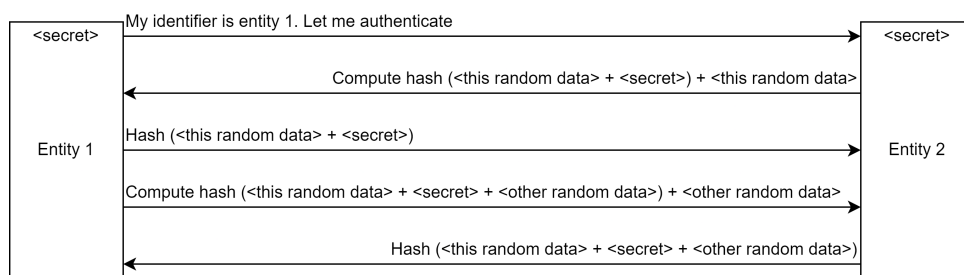 My identifier is entity 1. Let me authenticate
<secret>
<secret>
Compute hash (<this random data> + <secret>) + <this random data>
Hash (<this random data> + <secret>)
Entity 1
Entity 2
Compute hash (<this random data> + <secret> + <other random data>) + <other random data>
Hash (<this random data> + <secret> + <other random data>)